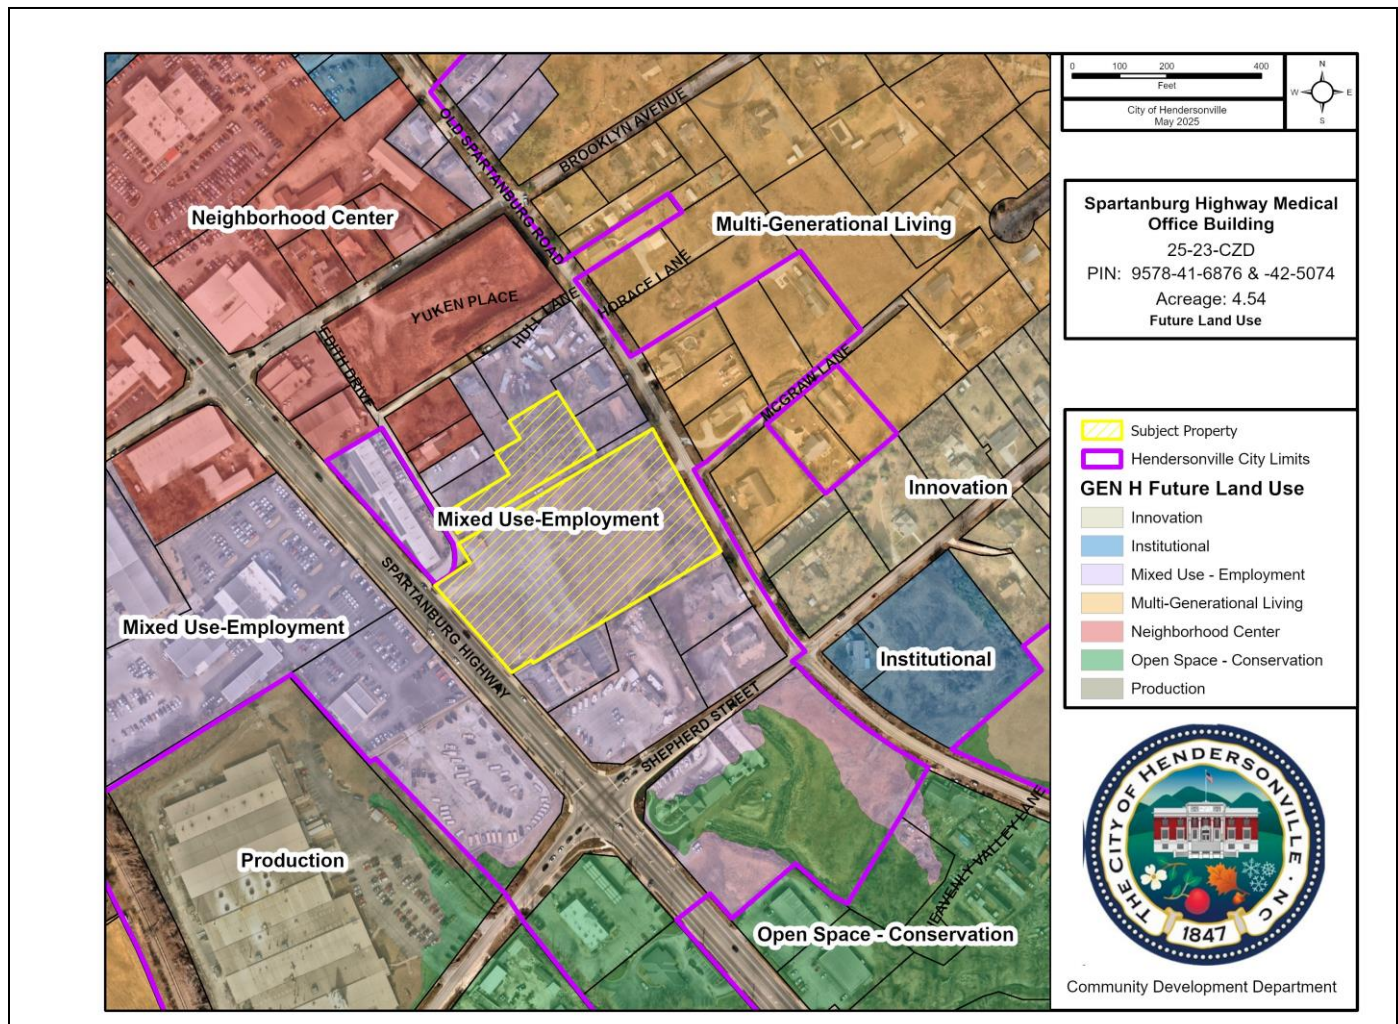 0 100 200 400
Feet
N
W E
S
City of Hendersonville
May 2025
Spartanburg Highway Medical
Office Building
25-23-CZD
PIN: 9578-41-6876 & -42-5074
Acreage: 4.54
Future Land Use
Subject Property
Hendersonville City Limits
GEN H Future Land Use
Innovation
Institutional
Mixed Use - Employment
Multi-Generational Living
Neighborhood Center
Open Space - Conservation
Production
THE CITY OF HENDERSONVILLE · NC
1847
Community Development Department
OLD SPARTANBURG ROAD
BROOKLYN AVENUE
Neighborhood Center
Multi-Generational Living
HORACE LANE
YUKEN PLACE
HULL LANE
EDITH DRIVE
MCGRAW LANE
Innovation
Mixed Use-Employment
SPARTANBURG HIGHWAY
Mixed Use-Employment
Institutional
SHEPHERD STREET
EAVENLY VALLEY LANE
Production
Open Space - Conservation